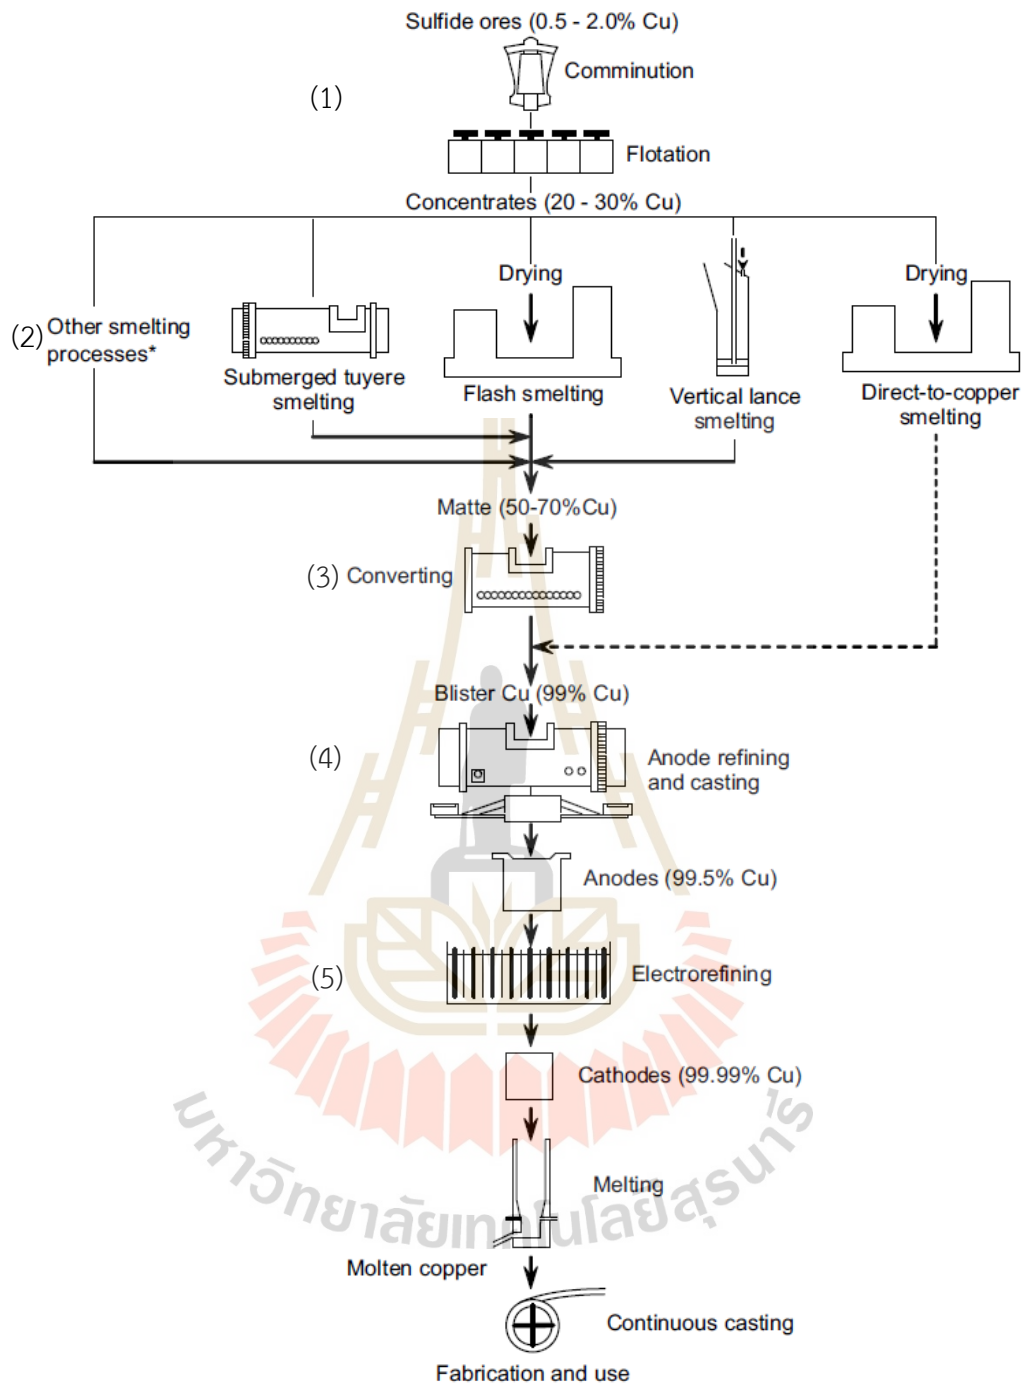 Sulfide ores (0.5 - 2.0% Cu)
Comminution
(1)
Flotation
Concentrates (20 - 30% Cu)
Drying
Drying
(2) Other smelting
processes*
Submerged tuyere
smelting
Flash smelting
Vertical lance
smelting
Direct-to-copper
smelting
Matte (50-70%Cu)
(3) Converting
Blister Cu (99% Cu)
(4)
Anode refining
and casting
Anodes (99.5% Cu)
(5)
Electrorefining
Cathodes (99.99% Cu)
Melting
มหาวิทยาลัยเทคโนโลยีสุรนารี
Molten copper
Continuous casting
Fabrication and use